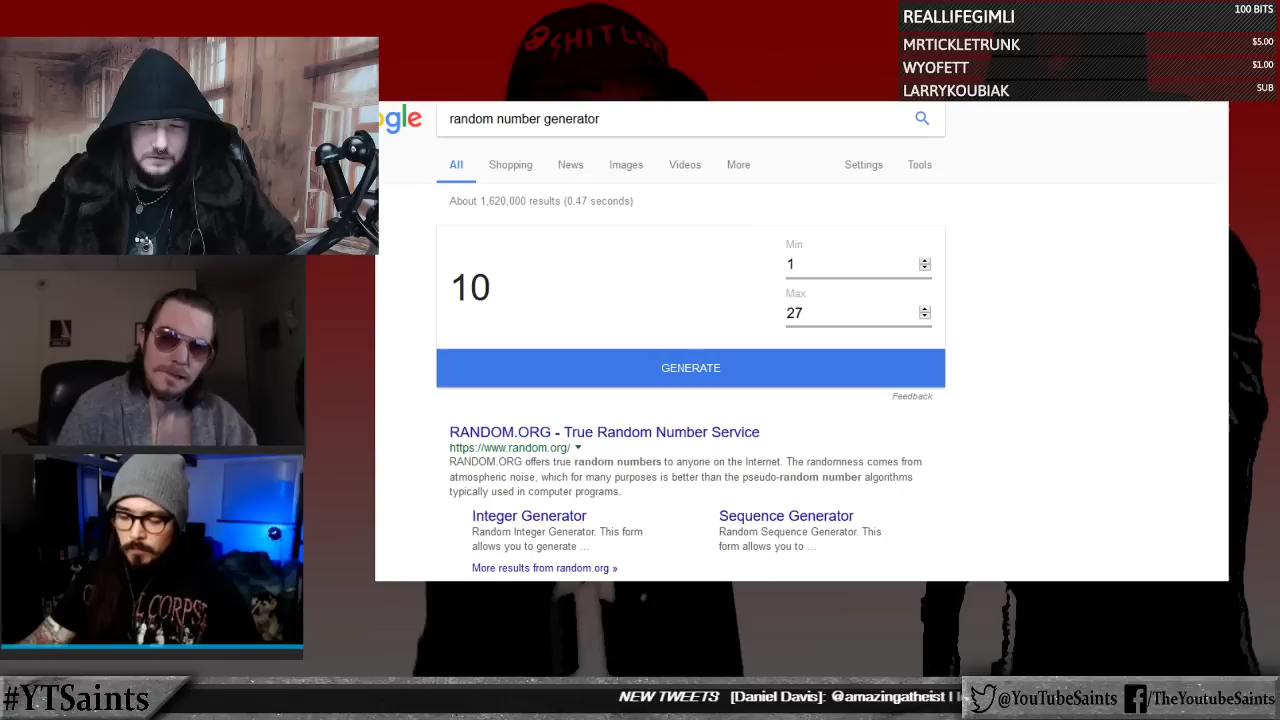 REALLIFEGIMLI 100 BITS
MRTICKLETRUNK $5.00
WYOFETT $1.00
LARRYKOUBIAK SUB
gle
random number generator
All Shopping News Images Videos More Settings Tools
About 1,620,000 results (0.47 seconds)
Min
1
10
Max
27
GENERATE
Feedback
RANDOM.ORG - True Random Number Service
https://www.random.org/
RANDOM.ORG offers true random numbers to anyone on the Internet. The randomness comes from
atmospheric noise, which for many purposes is better than the pseudo-random number algorithms
typically used in computer programs.
Integer Generator
Random Integer Generator. This form
allows you to generate ...
Sequence Generator
Random Sequence Generator. This
form allows you to ...
More results from random.org »
#YTSaints
NEW TWEETS [Daniel Davis]: @amazingatheist I
@YouTubeSaints
/TheYoutubeSaints